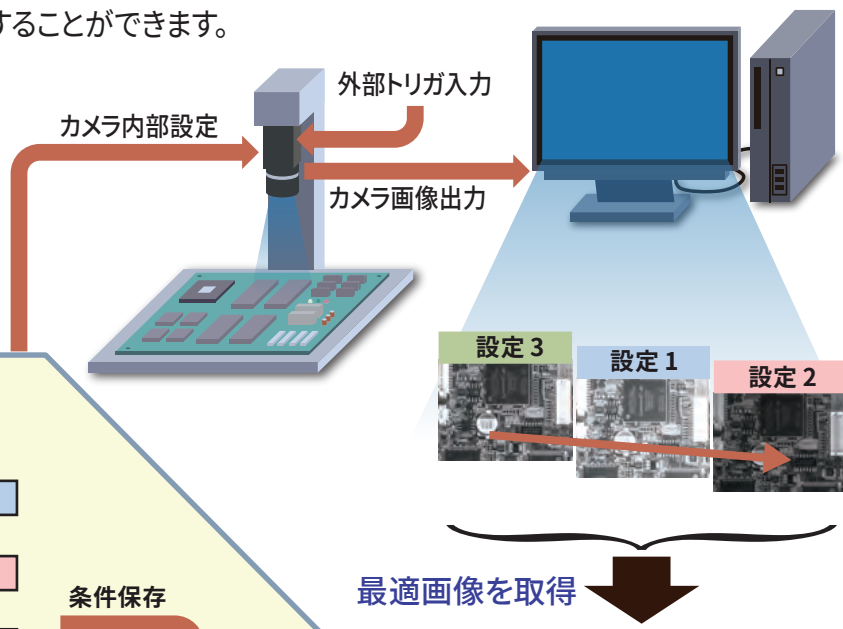 することができます。
外部トリガ入力
カメラ内部設定
カメラ画像出力
設定 3
設定 1
設定 2
条件保存
最適画像を取得